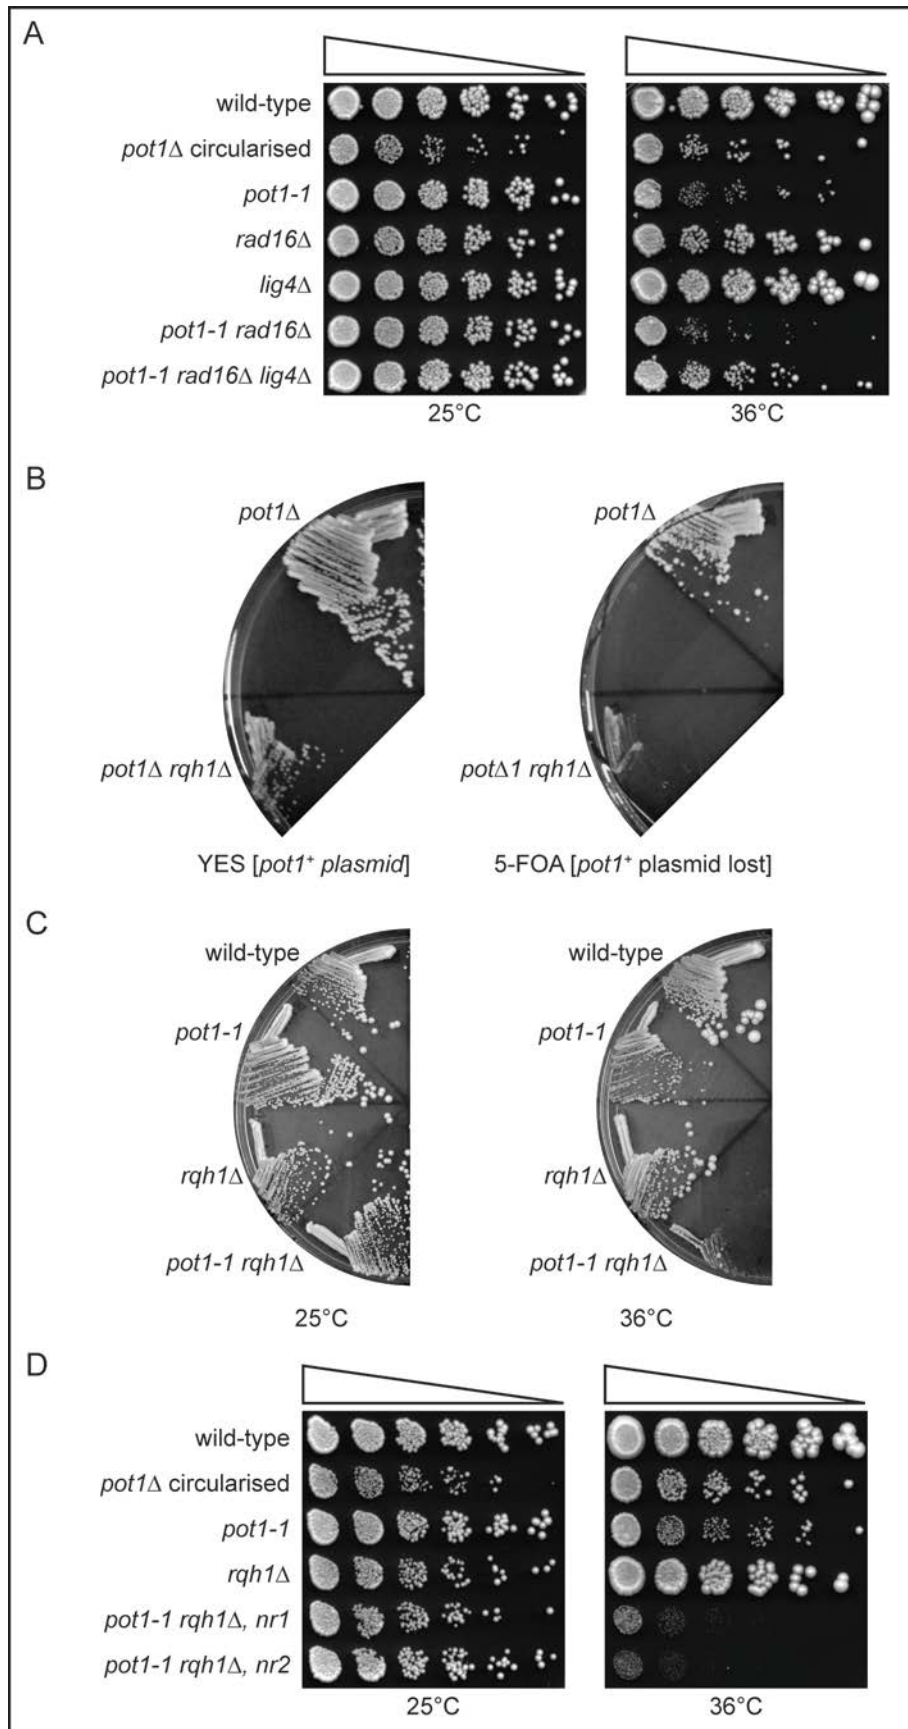 A
wild-type
pot1Δ circularised
pot1-1
rad16Δ
lig4Δ
pot1-1 rad16Δ
pot1-1 rad16Δ lig4Δ
25°C
36°C
B
pot1Δ
pot1Δ
pot1Δ rqh1Δ
potΔ1 rqh1Δ
YES [pot1+ plasmid]
5-FOA [pot1+ plasmid lost]
C
wild-type
wild-type
pot1-1
pot1-1
rqh1Δ
rqh1Δ
pot1-1 rqh1Δ
pot1-1 rqh1Δ
25°C
36°C
D
wild-type
pot1Δ circularised
pot1-1
rqh1Δ
pot1-1 rqh1Δ, nr1
pot1-1 rqh1Δ, nr2
25°C
36°C